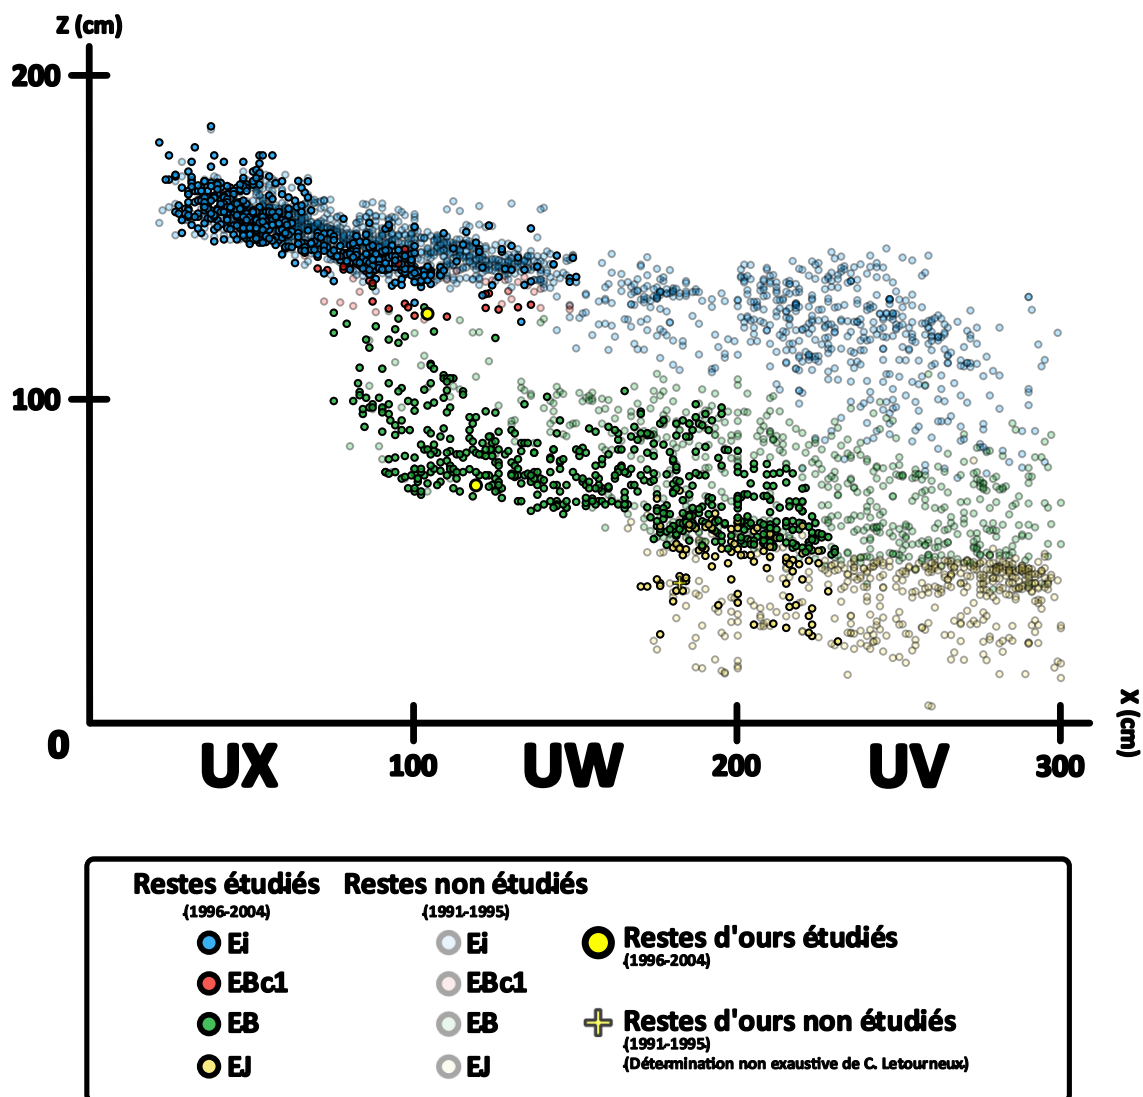 Z (cm)
200
100
0
UX
100
UW
200
UV
300
X (cm)
Restes étudiés
(1996-2004)
Ei
EBc1
EB
EJ
Restes non étudiés
(1991-1995)
Ei
EBc1
EB
EJ
Restes d'ours étudiés
(1996-2004)
Restes d'ours non étudiés
(1991-1995)
(Détermination non exaustive de C. Letourneux)